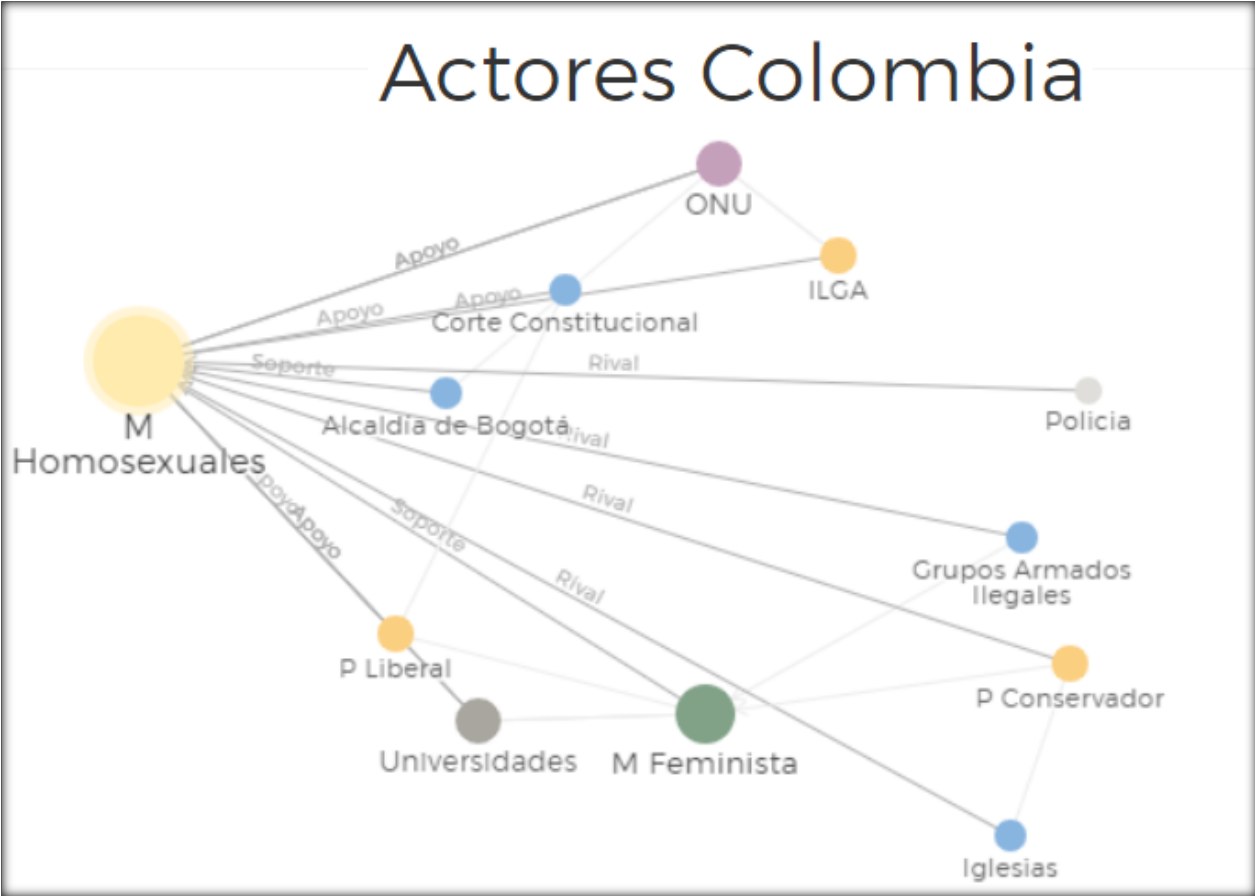 Actores Colombia
ONU
Apoyo
ILGA
Apoyo
Apoyo
Corte Constitucional
Soporte
Rival
Alcaldía de Bogotá
Policia
M
Homosexuales
Rival
Rival
Apoyo
Soporte
Grupos Armados
Ilegales
Rival
P Liberal
P Conservador
Universidades
M Feminista
Iglesias